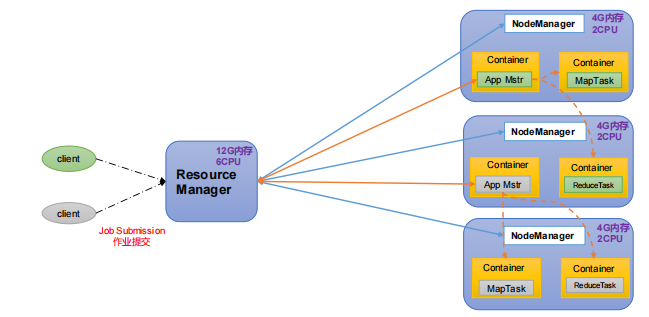 client
client
Job Submission
作业提交
12G内存
6CPU
Resource
Manager
NodeManager
4G内存
2CPU
Container
App Mstr
Container
MapTask
NodeManager
4G内存
2CPU
Container
App Mstr
Container
ReduceTask
NodeManager
4G内存
2CPU
Container
MapTask
Container
ReduceTask